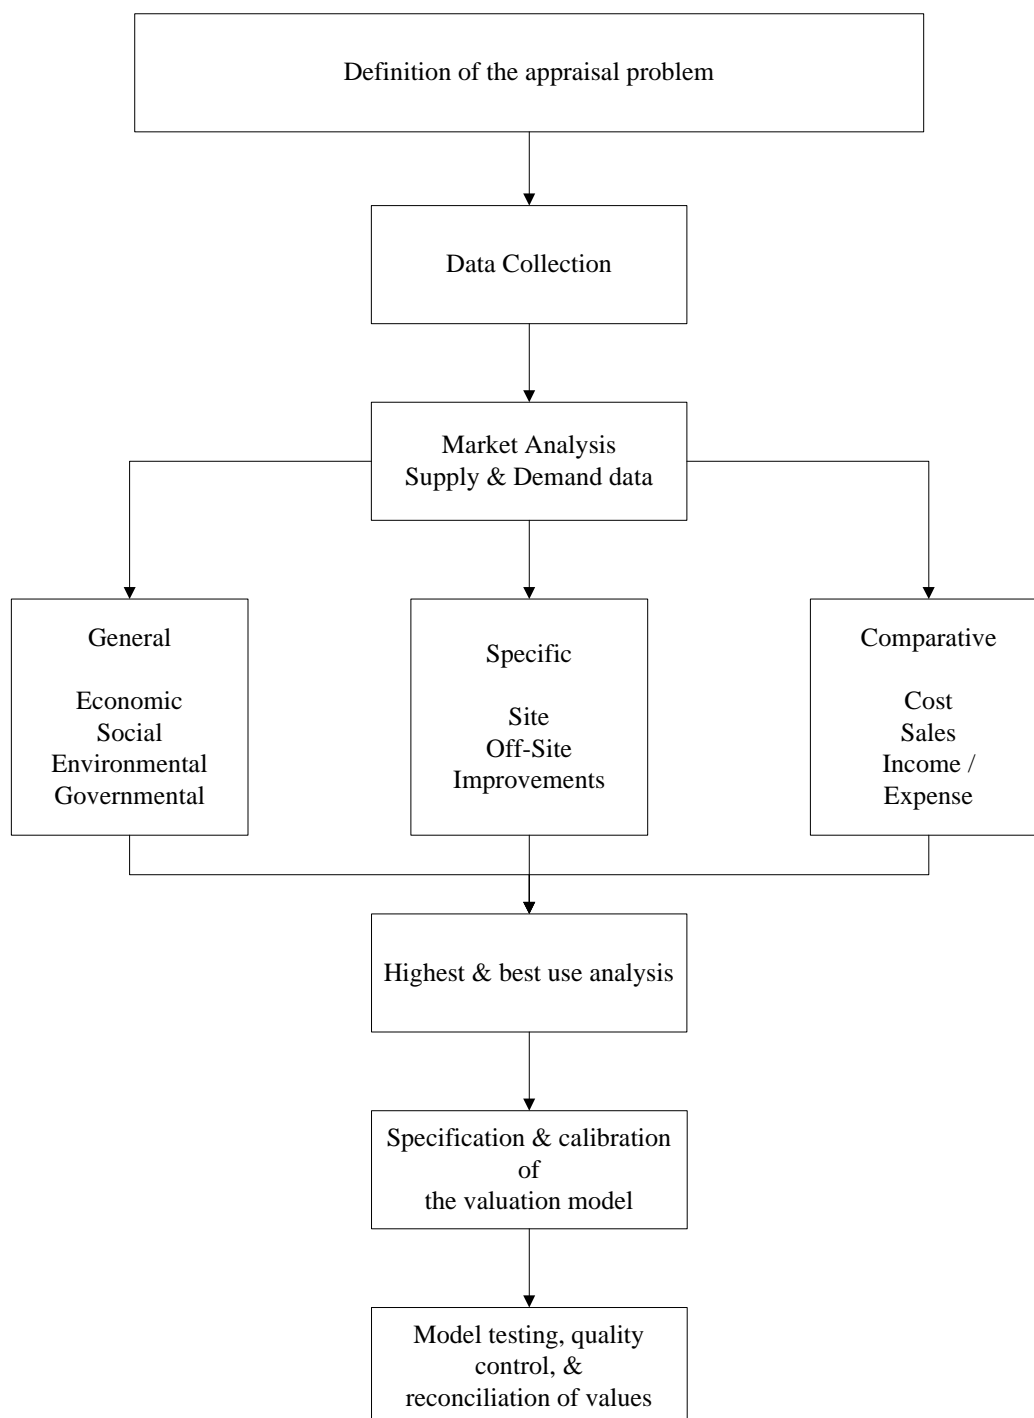 Definition of the appraisal problem
Data Collection
Market Analysis
Supply & Demand data
General
Economic
Social
Environmental
Governmental
Specific
Site
Off-Site
Improvements
Comparative
Cost
Sales
Income /
Expense
Highest & best use analysis
Specification & calibration
of
the valuation model
Model testing, quality
control, &
reconciliation of values